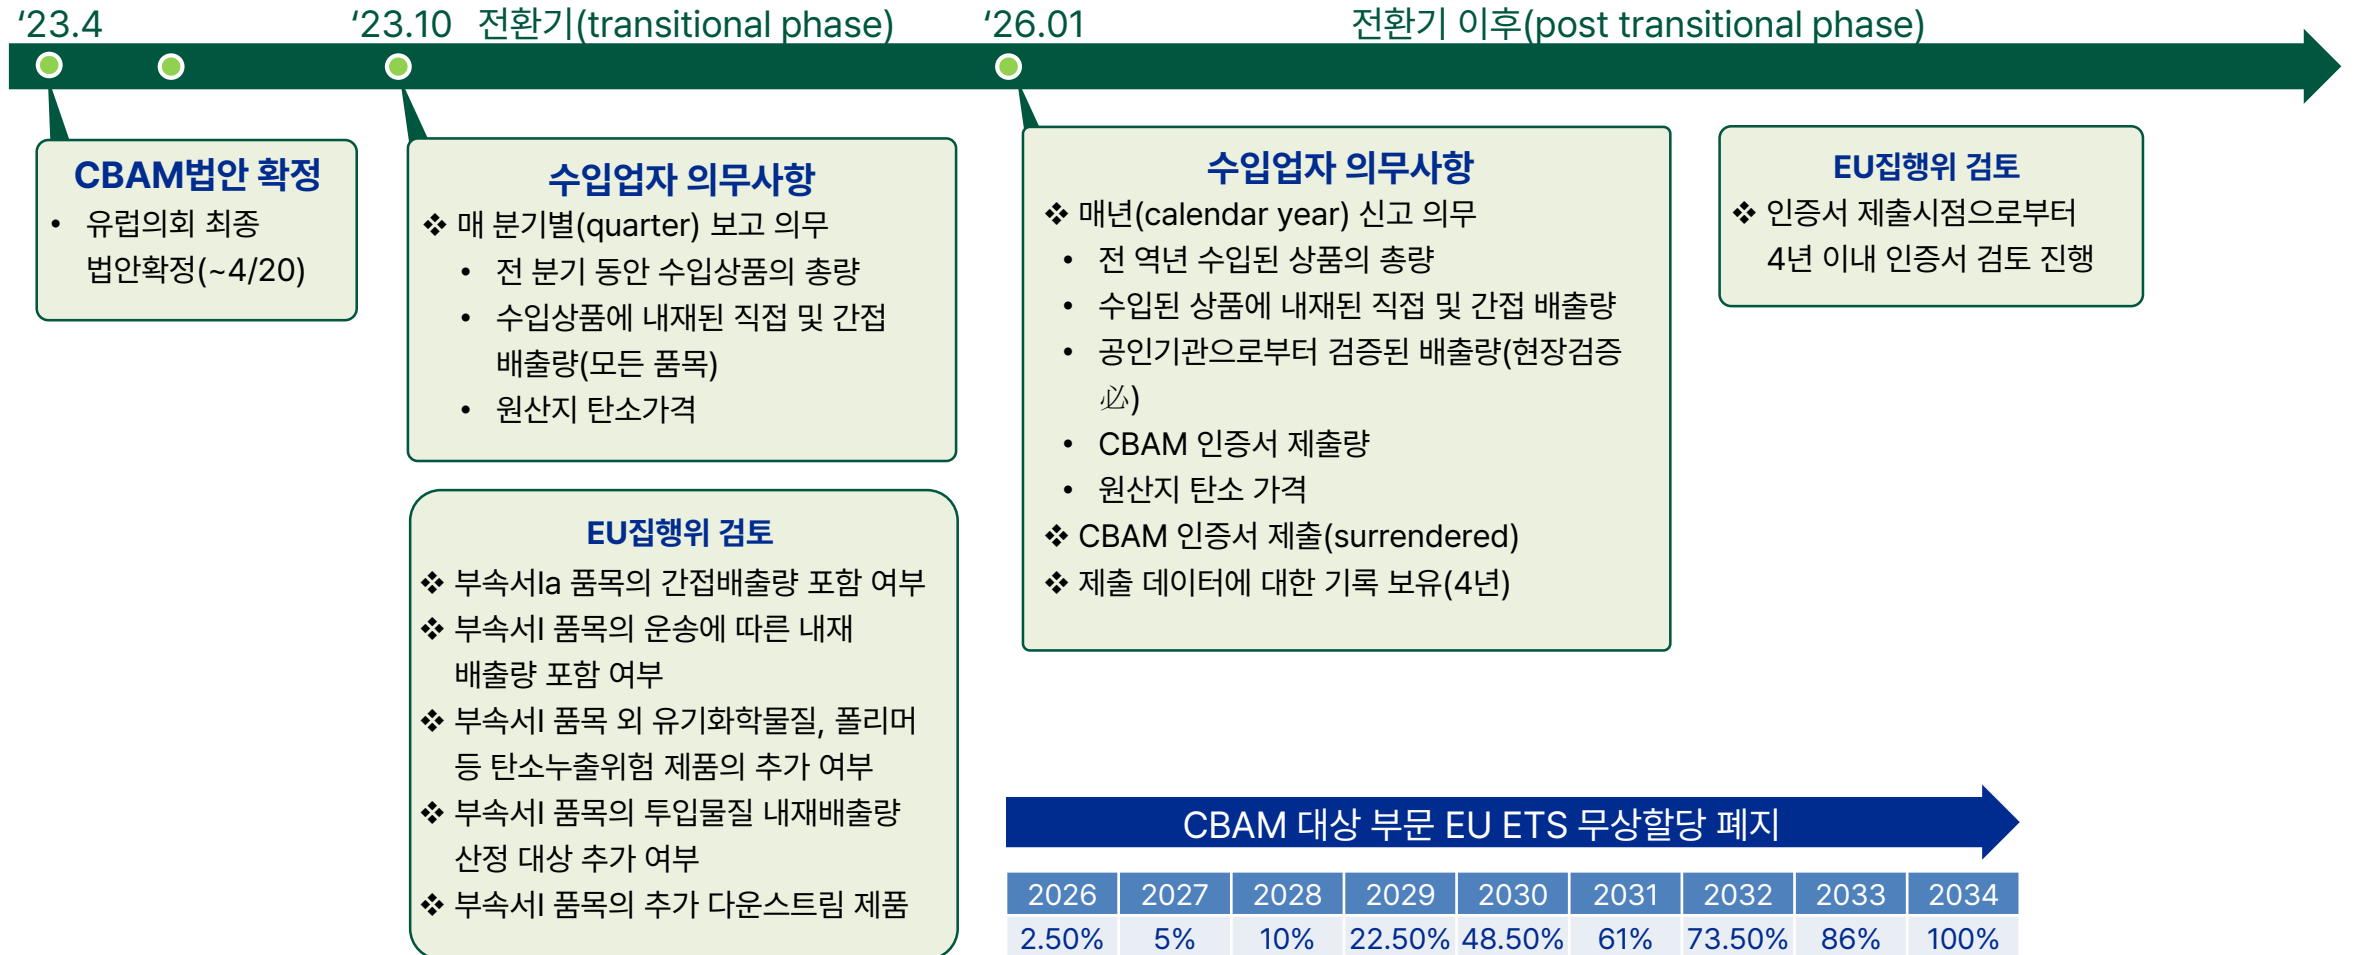 ‘23.4
‘23.10
전환기(transitional phase)
‘26.01
전환기 이후(post transitional phase)
CBAM법안 확정
• 유럽의회 최종
법안확정(~4/20)
수입업자 의무사항
❖ 매 분기별(quarter) 보고 의무
• 전 분기 동안 수입상품의 총량
• 수입상품에 내재된 직접 및 간접
배출량(모든 품목)
• 원산지 탄소가격
EU집행위 검토
❖ 부속서Ia 품목의 간접배출량 포함 여부
❖ 부속서I 품목의 운송에 따른 내재
배출량 포함 여부
❖ 부속서I 품목 외 유기화학물질, 폴리머
등 탄소누출위험 제품의 추가 여부
❖ 부속서I 품목의 투입물질 내재배출량
산정 대상 추가 여부
❖ 부속서I 품목의 추가 다운스트림 제품
수입업자 의무사항
❖ 매년(calendar year) 신고 의무
• 전 역년 수입된 상품의 총량
• 수입된 상품에 내재된 직접 및 간접 배출량
• 공인기관으로부터 검증된 배출량(현장검증
必)
• CBAM 인증서 제출량
• 원산지 탄소 가격
❖ CBAM 인증서 제출(surrendered)
❖ 제출 데이터에 대한 기록 보유(4년)
EU집행위 검토
❖ 인증서 제출시점으로부터
4년 이내 인증서 검토 진행
CBAM 대상 부문 EU ETS 무상할당 폐지
2026 2027 2028 2029 2030 2031 2032 2033 2034
2.50% 5% 10% 22.50% 48.50% 61% 73.50% 86% 100%